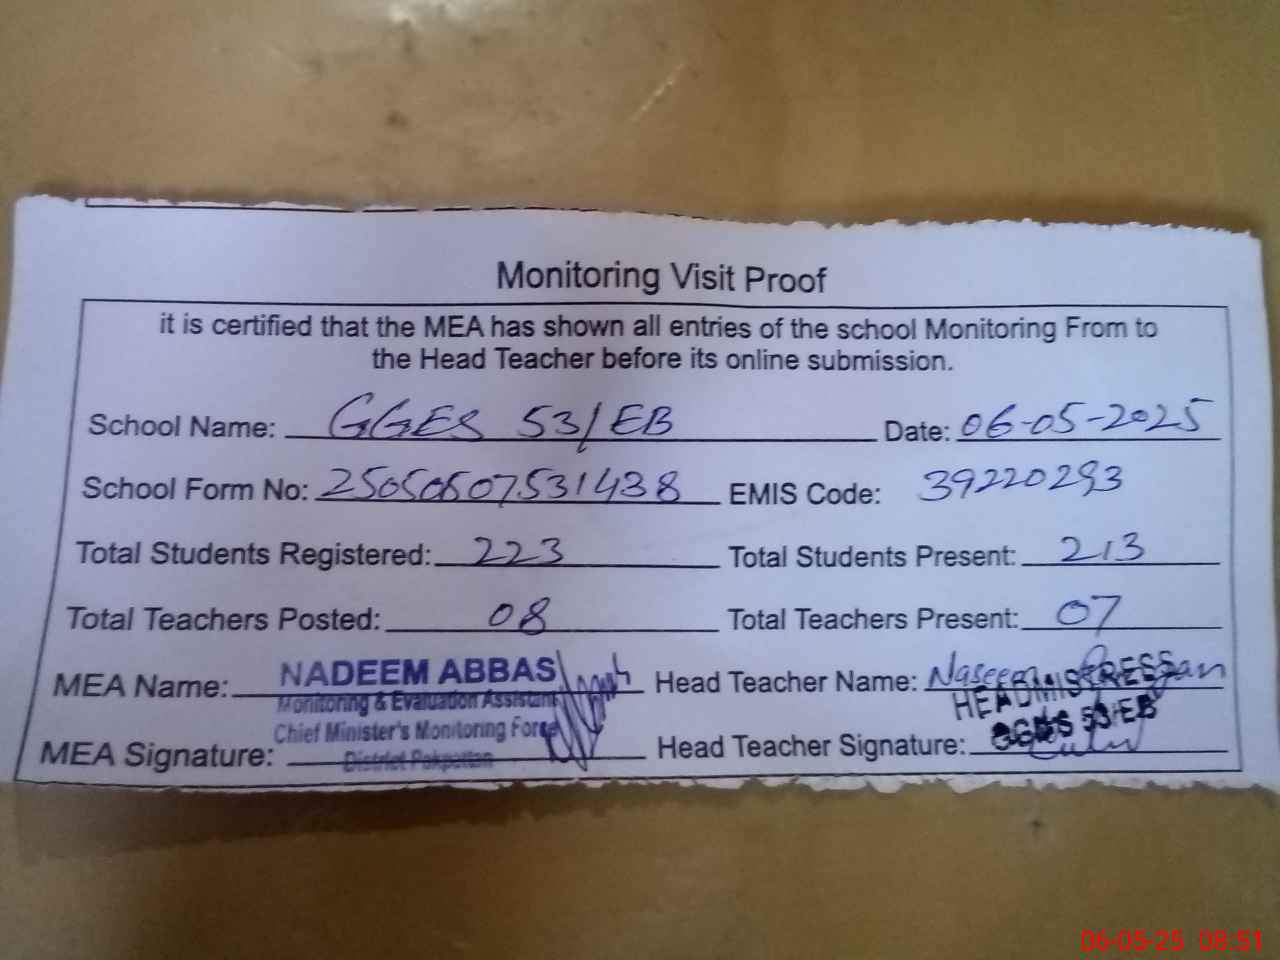 Monitoring Visit Proof
it is certified that the MEA has shown all entries of the school Monitoring From to
the Head Teacher before its online submission.
School Name: GGES 53/EB Date: 06-05-2025
School Form No: 25050607531438 EMIS Code: 39220293
Total Students Registered: 223 Total Students Present: 213
Total Teachers Posted: 08 Total Teachers Present: 07
MEA Name: NADEEM ABBAS Head Teacher Name: Naseem
Monitoring & Evaluation Assistant HEADMISTRESS
Chief Minister's Monitoring Force GGES 53/EB
MEA Signature: District Pakpattan Head Teacher Signature:
06-05-25 08:51